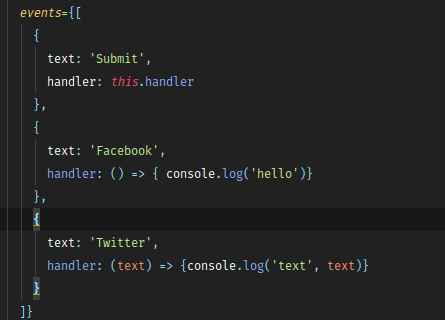 events={[
{
text: 'Submit',
handler: this.handler
},
{
text: 'Facebook',
handler: () => { console.log('hello')}
},
{
text: 'Twitter',
handler: (text) => {console.log('text', text)}
}
]}